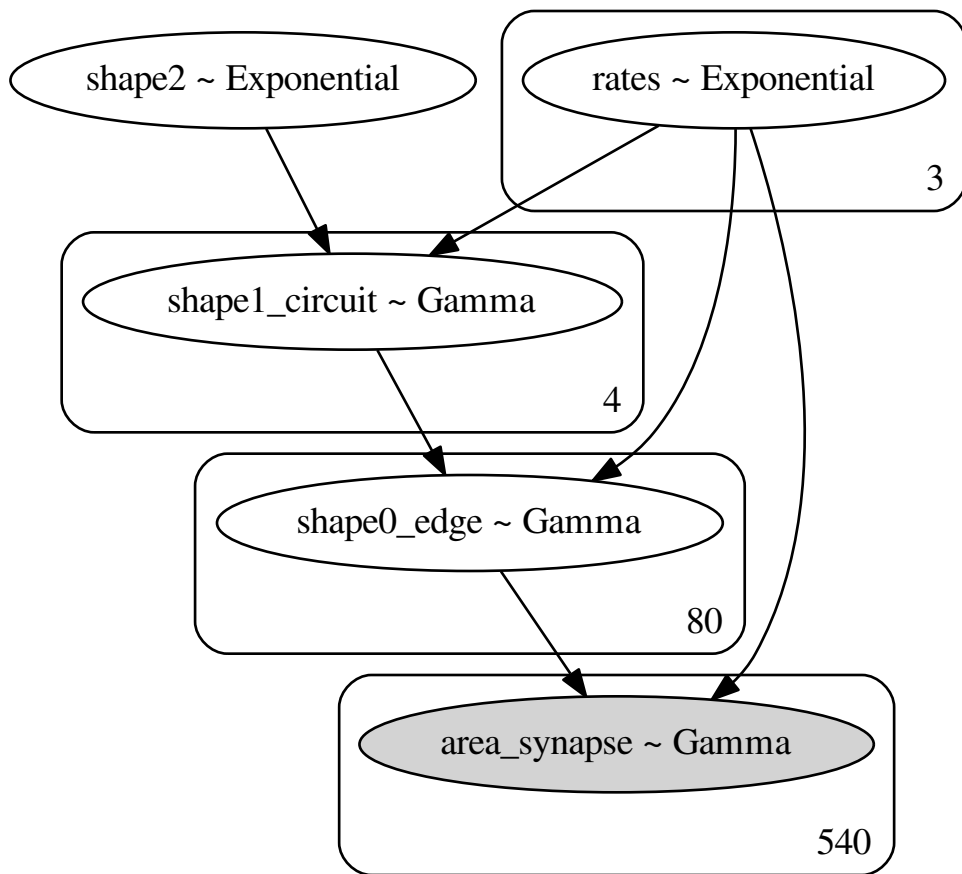 shape2 ~ Exponential
rates ~ Exponential
3
shape1_circuit ~ Gamma
4
shape0_edge ~ Gamma
80
area_synapse ~ Gamma
540